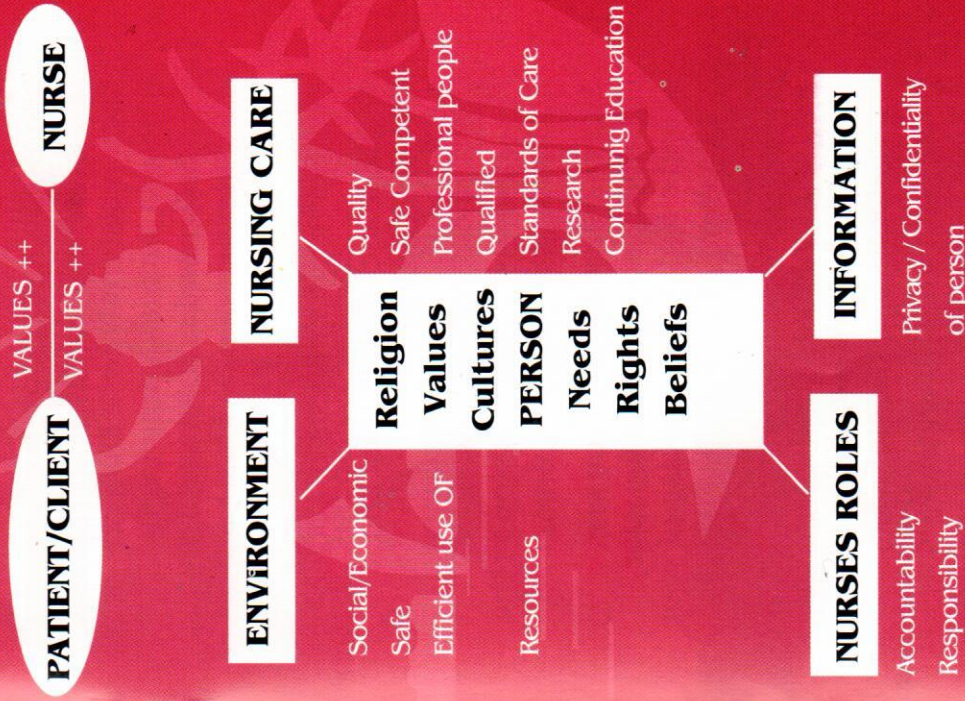 VALUES ++
PATIENT/CLIENT
NURSE
VALUES ++
ENViRONMENT
NURSING CARE
Social/Economic
Safe
Efficient use OF
Resources
Quality
Safe Competent
Professional people
Qualified
Standards of Care
Research
Continunig Education
Religion
Values
Cultures
PERSON
Needs
Rights
Beliefs
NURSES ROLES
INFORMATION
Accountability
Responsibility
Privacy / Confidentiality
of person